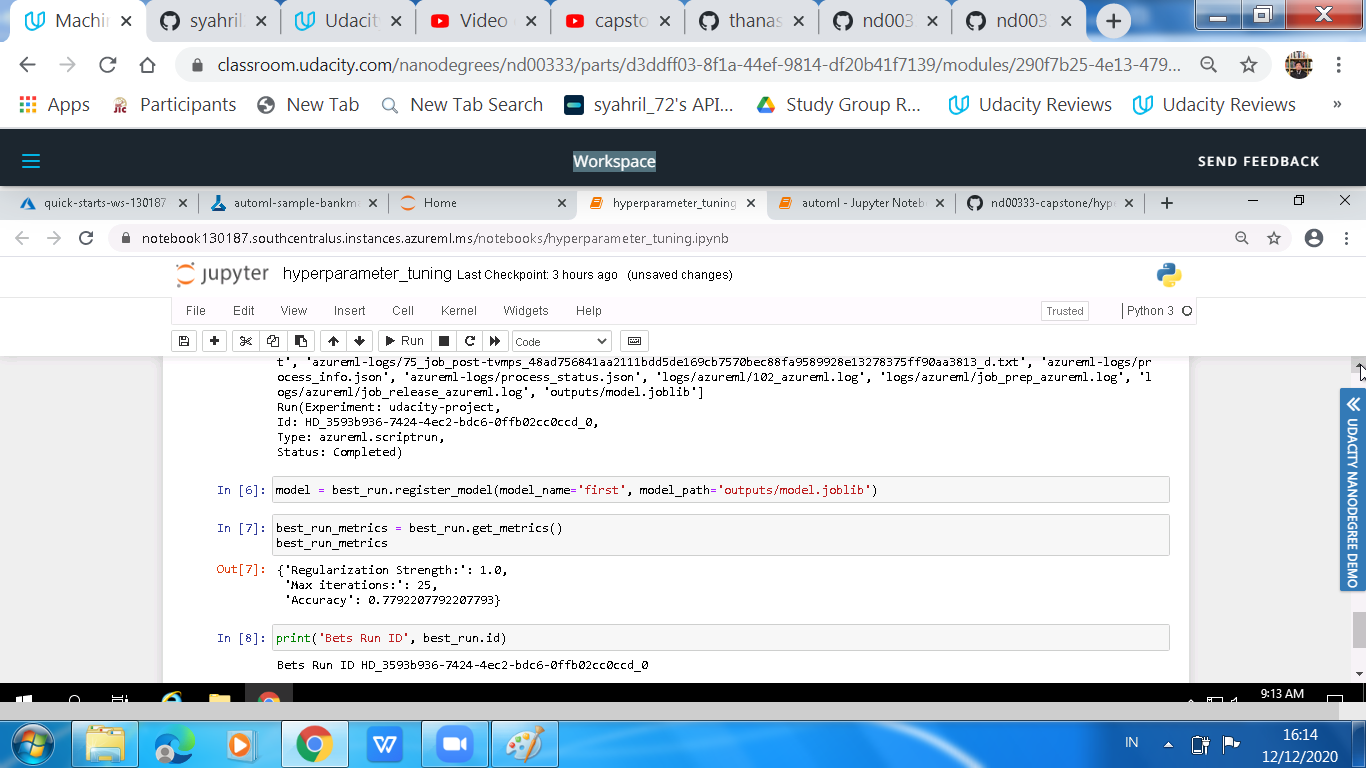 Machin
syahril
Udacity
Video
capsto
thanas
nd003
nd003
classroom.udacity.com/nanodegrees/nd00333/parts/d3ddff03-8f1a-44ef-9814-df20b41f7139/modules/290f7b25-4e13-479...
Apps Participants New Tab New Tab Search syahril_72's API... Study Group R... Udacity Reviews Udacity Reviews »
Workspace
SEND FEEDBACK
quick-starts-ws-130187 automl-sample-bankma Home hyperparameter_tuning automl - Jupyter Noteb nd00333-capstone/hype
notebook130187.southcentralus.instances.azureml.ms/notebooks/hyperparameter_tuning.ipynb
jupyter hyperparameter_tuning Last Checkpoint: 3 hours ago (unsaved changes)
File Edit View Insert Cell Kernel Widgets Help Trusted Python 3
Run Code
t', 'azureml-logs/75_job_post-tvmps_48ad756841aa2111bdd5de169cb7570bec88fa9589928e13278375ff90aa3813_d.txt', 'azureml-logs/pr
ocess_info.json', 'azureml-logs/process_status.json', 'logs/azureml/102_azureml.log', 'logs/azureml/job_prep_azureml.log', 'l
ogs/azureml/job_release_azureml.log', 'outputs/model.joblib']
Run(Experiment: udacity-project,
Id: HD_3593b936-7424-4ec2-bdc6-0ffb02cc0ccd_0,
Type: azureml.scriptrun,
Status: Completed)
In [6]: model = best_run.register_model(model_name='first', model_path='outputs/model.joblib')
In [7]: best_run_metrics = best_run.get_metrics()
best_run_metrics
Out[7]: {'Regularization Strength:': 1.0,
'Max iterations:': 25,
'Accuracy': 0.7792207792207793}
In [8]: print('Bets Run ID', best_run.id)
Bets Run ID HD_3593b936-7424-4ec2-bdc6-0ffb02cc0ccd_0
UDACITY NANODEGREE DEMO
9:13 AM
IN
16:14
12/12/2020